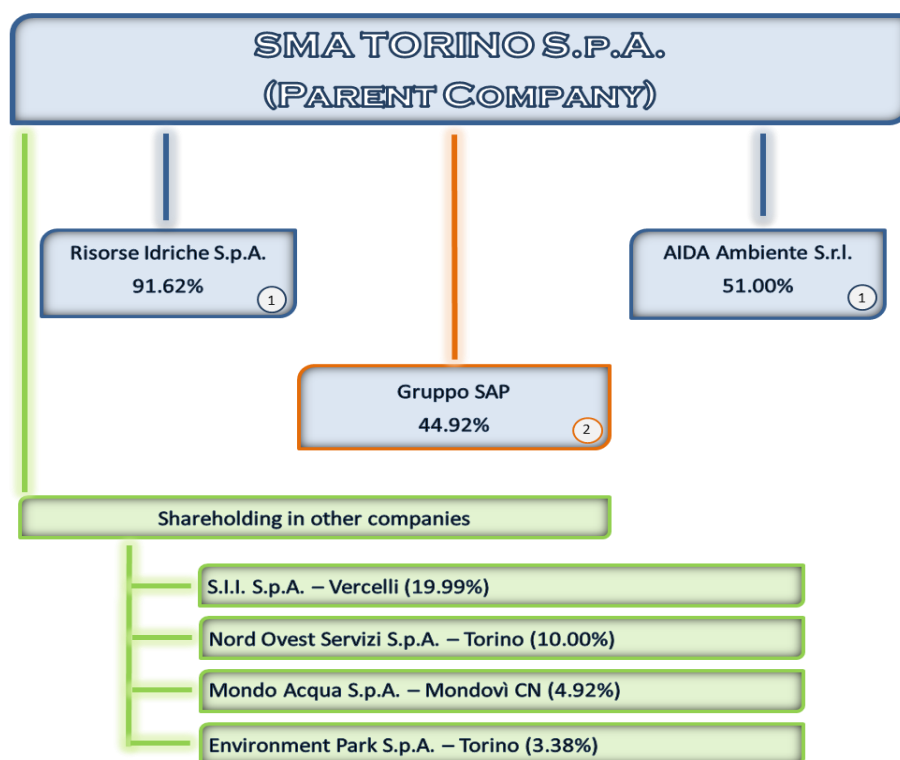 SMA TORINO S.P.A.
(PARENT COMPANY)
Risorse Idriche S.p.A.
91.62%
1
AIDA Ambiente S.r.l.
51.00%
1
Gruppo SAP
44.92%
2
Shareholding in other companies
S.I.I. S.p.A. – Vercelli (19.99%)
Nord Ovest Servizi S.p.A. – Torino (10.00%)
Mondo Acqua S.p.A. – Mondovì CN (4.92%)
Environment Park S.p.A. – Torino (3.38%)